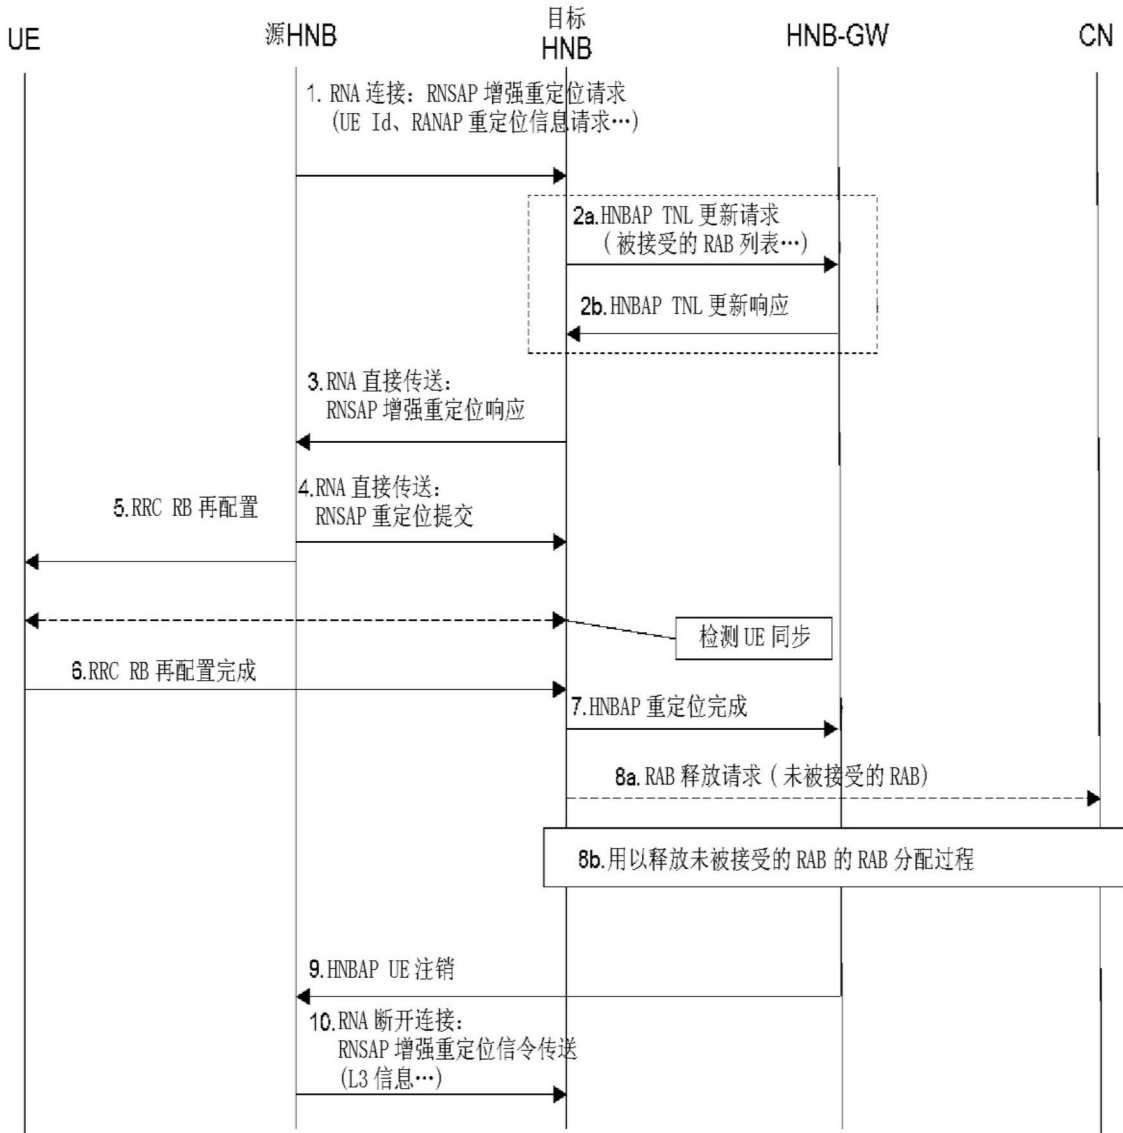 UE
源HNB
目标
HNB
HNB-GW
CN
1. RNA 连接：RNSAP 增强重定位请求
(UE Id、RANAP 重定位信息请求…)
2a.HNBAP TNL 更新请求
（被接受的 RAB 列表…）
2b.HNBAP TNL 更新响应
3.RNA 直接传送：
RNSAP 增强重定位响应
4.RNA 直接传送：
RNSAP 重定位提交
5.RRC RB 再配置
检测 UE 同步
6.RRC RB 再配置完成
7.HNBAP 重定位完成
8a. RAB 释放请求（未被接受的 RAB）
8b.用以释放未被接受的 RAB 的 RAB 分配过程
9.HNBAP UE 注销
10.RNA 断开连接：
RNSAP 增强重定位信令传送
(L3 信息…)